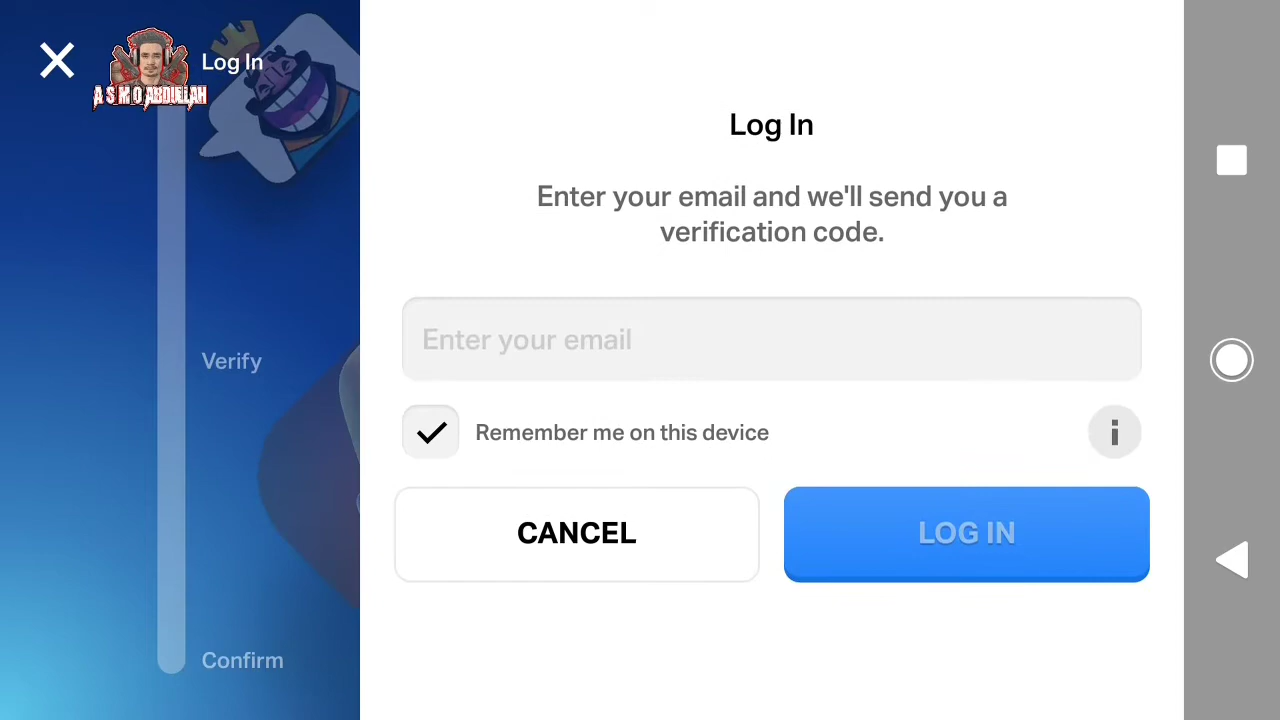 Log In
A S M O ABDULLAH
Verify
Confirm
Log In
Enter your email and we'll send you a
verification code.
Enter your email
Remember me on this device
i
CANCEL
LOG IN